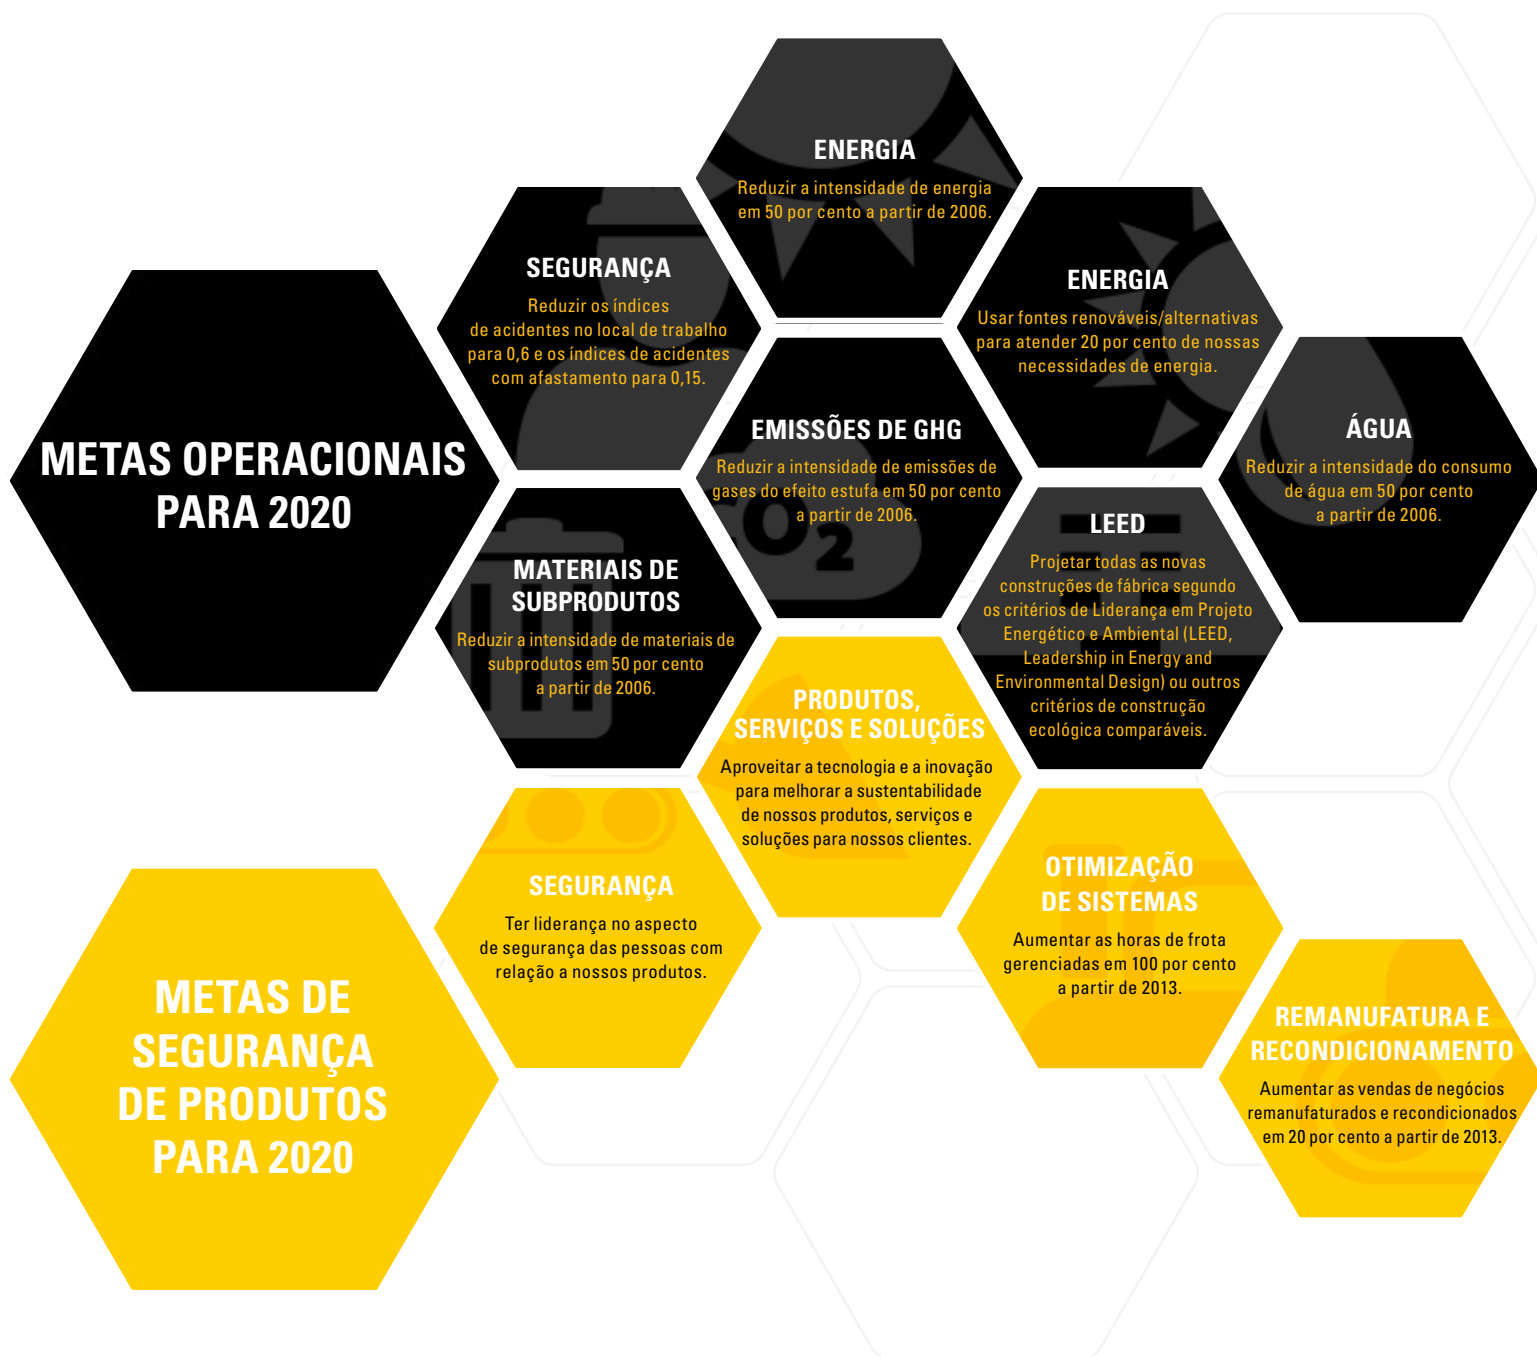 METAS OPERACIONAIS
PARA 2020
SEGURANÇA
Reduzir os índices
de acidentes no local de trabalho
para 0,6 e os índices de acidentes
com afastamento para 0,15.
ENERGIA
Reduzir a intensidade de energia
em 50 por cento a partir de 2006.
ENERGIA
Usar fontes renováveis/alternativas
para atender 20 por cento de nossas
necessidades de energia.
EMISSÕES DE GHG
Reduzir a intensidade de emissões de
gases do efeito estufa em 50 por cento
a partir de 2006.
CO2
ÁGUA
Reduzir a intensidade do consumo
de água em 50 por cento
a partir de 2006.
MATERIAIS DE
SUBPRODUTOS
Reduzir a intensidade de materiais de
subprodutos em 50 por cento
a partir de 2006.
LEED
Projetar todas as novas
construções de fábrica segundo
os critérios de Liderança em Projeto
Energético e Ambiental (LEED,
Leadership in Energy and
Environmental Design) ou outros
critérios de construção
ecológica comparáveis.
METAS DE
SEGURANÇA
DE PRODUTOS
PARA 2020
SEGURANÇA
Ter liderança no aspecto
de segurança das pessoas com
relação a nossos produtos.
PRODUTOS,
SERVIÇOS E SOLUÇÕES
Aproveitar a tecnologia e a inovação
para melhorar a sustentabilidade
de nossos produtos, serviços e
soluções para nossos clientes.
OTIMIZAÇÃO
DE SISTEMAS
Aumentar as horas de frota
gerenciadas em 100 por cento
a partir de 2013.
REMANUFATURA E
RECONDICIONAMENTO
Aumentar as vendas de negócios
remanufaturados e recondicionados
em 20 por cento a partir de 2013.